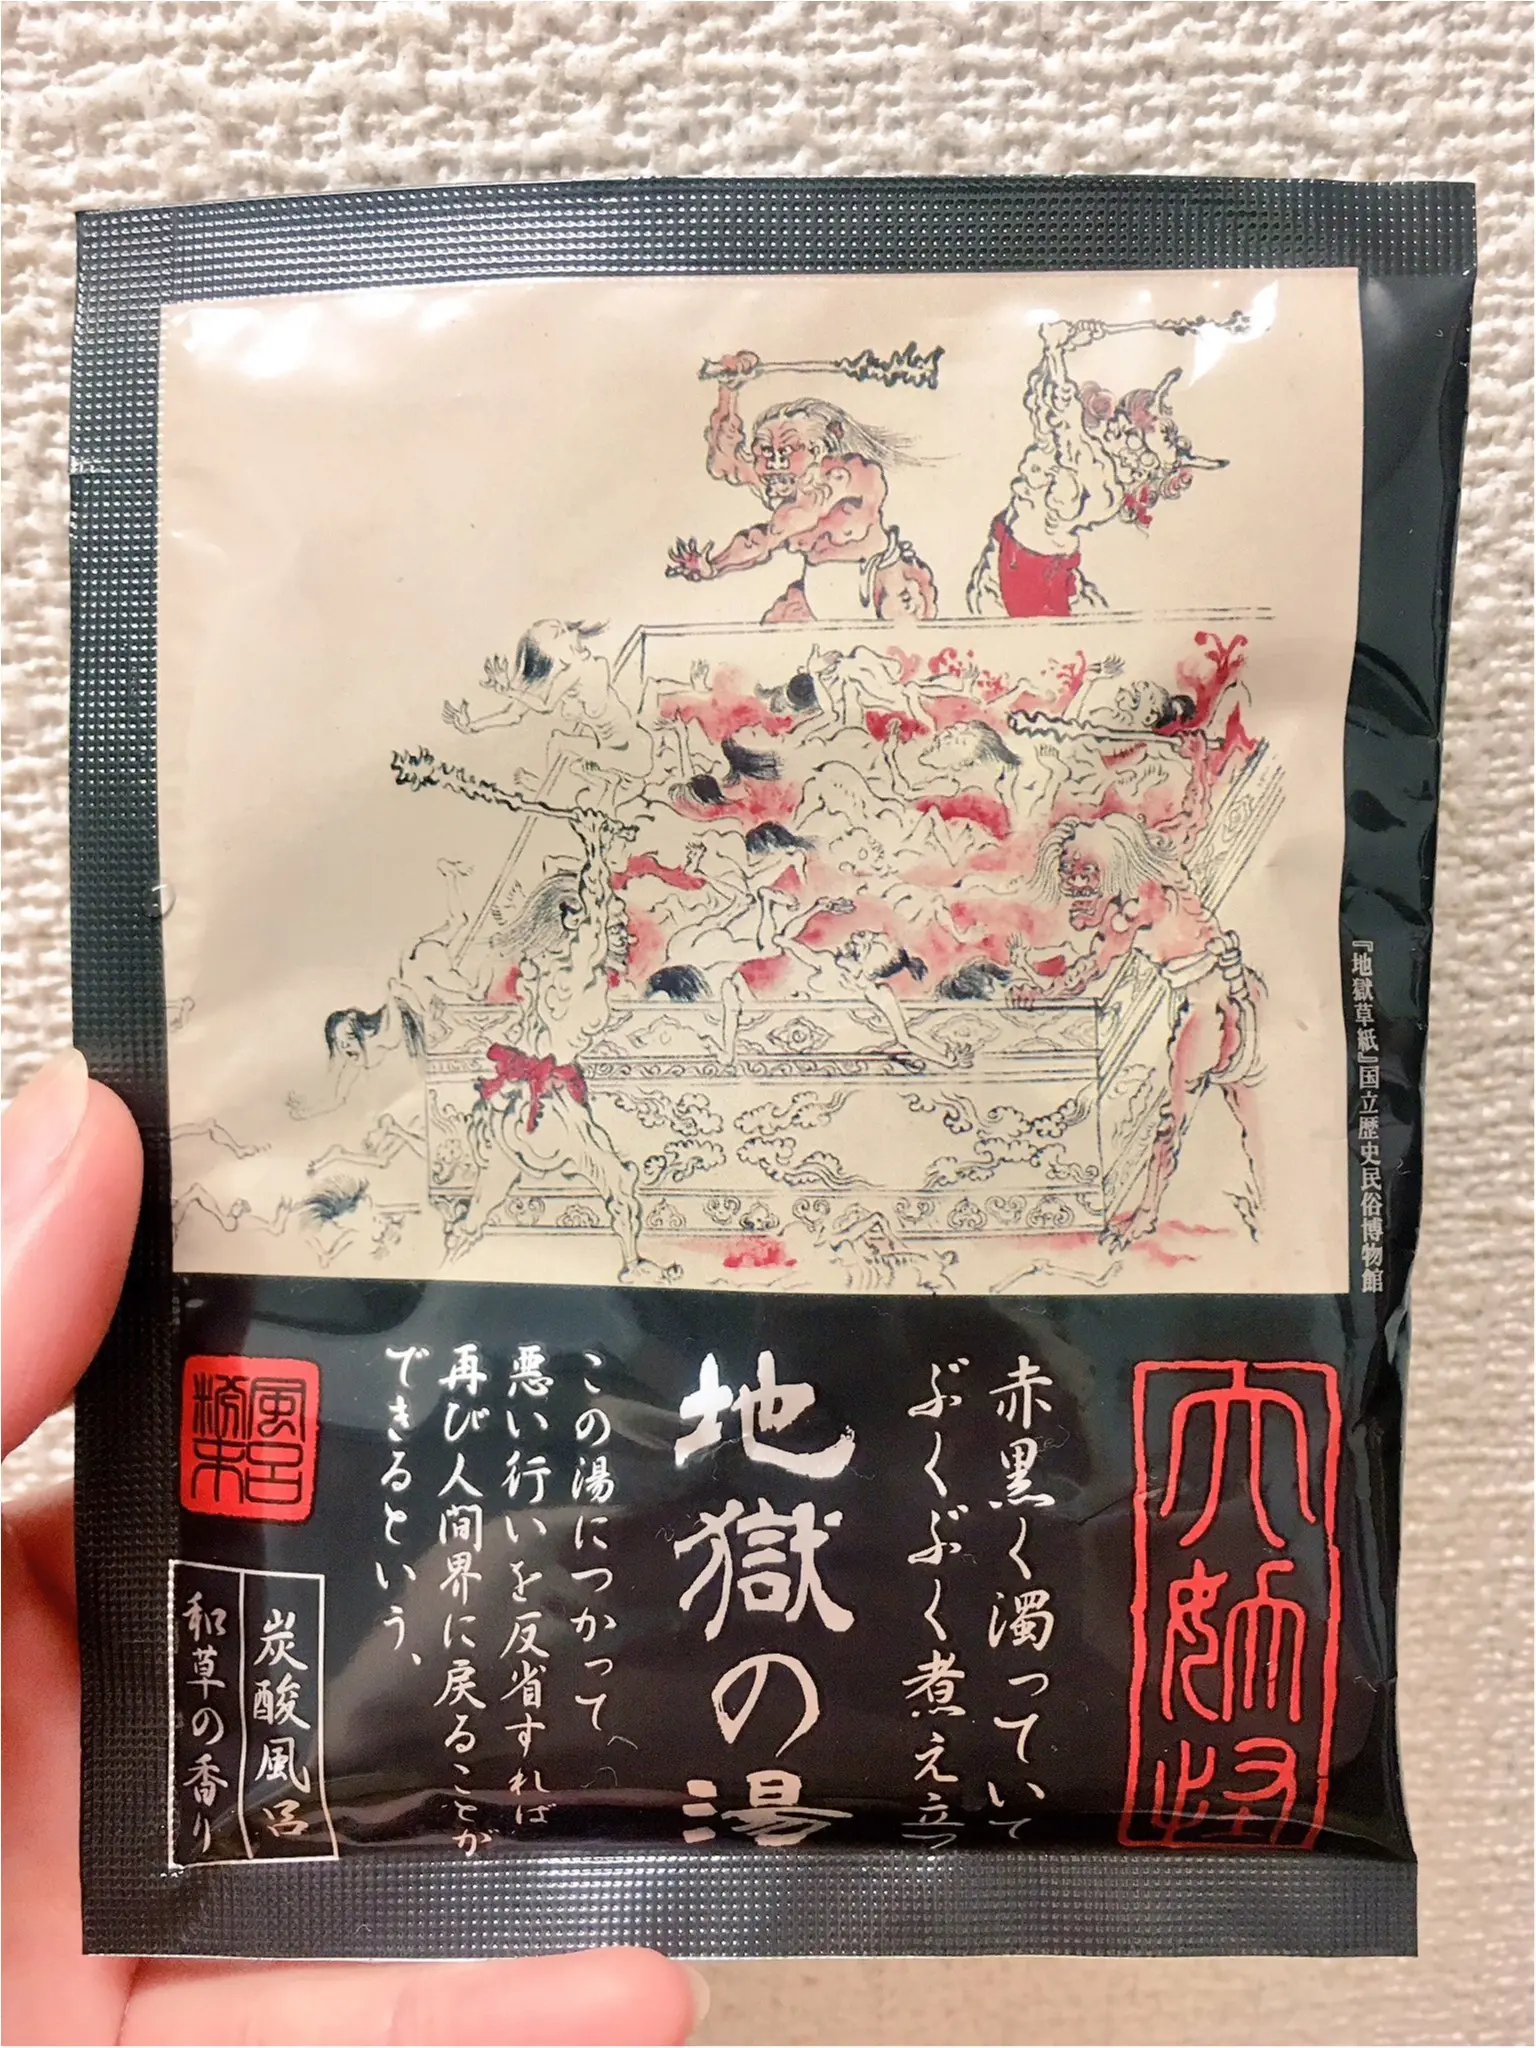 『地獄草紙』国立歴史民俗博物館
大妖怪
赤黒く濁っていて
ぶくぶく煮え立つ
地獄の湯
この湯につかって
悪い行いを反省すれば
再び人間界に戻ることが
できるという、
風呂
炭酸風呂
和草の香り